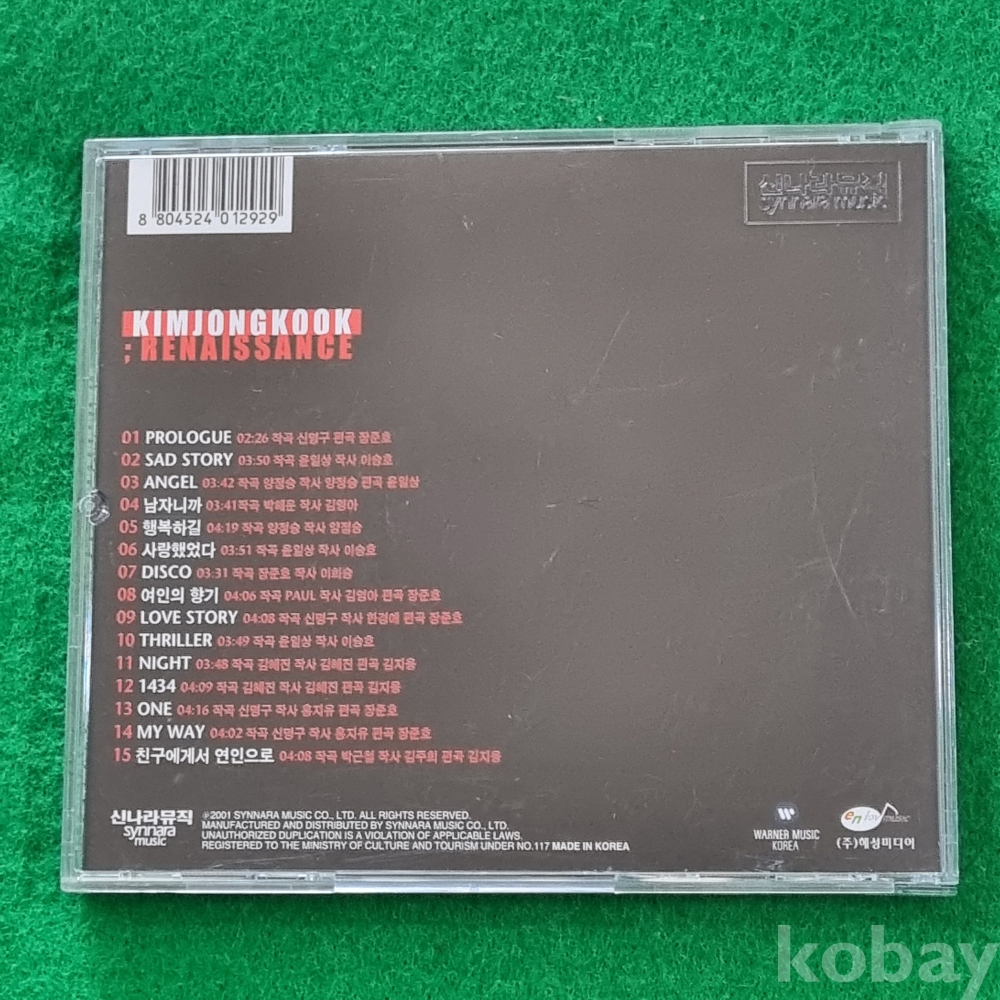 8 804524 012929
신나라뮤직
synnara music
KIMJONGKOOK
; RENAISSANCE
01 PROLOGUE 02:26 작곡 신명구 편곡 장준호
02 SAD STORY 03:50 작곡 윤일상 작사 이승호
03 ANGEL 03:42 작곡 양정승 작사 양정승 편곡 윤일상
04 남자니까 03:41 작곡 박해운 작사 김영아
05 행복하길 04:19 작곡 양정승 작사 양정승
06 사랑했었다 03:51 작곡 윤일상 작사 이승호
07 DISCO 03:31 작곡 장준호 작사 이희승
08 여인의 향기 04:06 작곡 PAUL 작사 김영아 편곡 장준호
09 LOVE STORY 04:08 작곡 신명구 작사 한경애 편곡 장준호
10 THRILLER 03:49 작곡 윤일상 작사 이승호
11 NIGHT 03:48 작곡 김혜진 작사 김혜진 편곡 김지웅
12 1434 04:09 작곡 김혜진 작사 김혜진 편곡 김지웅
13 ONE 04:16 작곡 신명구 작사 홍지유 편곡 장준호
14 MY WAY 04:02 작곡 신명구 작사 홍지유 편곡 장준호
15 친구에게서 연인으로 04:08 작곡 박근철 작사 김주희 편곡 김지웅
신나라뮤직
synnara
music
℗2001 SYNNARA MUSIC CO., LTD. ALL RIGHTS RESERVED.
MANUFACTURED AND DISTRIBUTED BY SYNNARA MUSIC CO., LTD.
UNAUTHORIZED DUPLICATION IS A VIOLATION OF APPLICABLE LAWS.
REGISTERED TO THE MINISTRY OF CULTURE AND TOURISM UNDER NO.117 MADE IN KOREA
WARNER MUSIC
KOREA
enjoy music
(주)혜성미디어
kobay